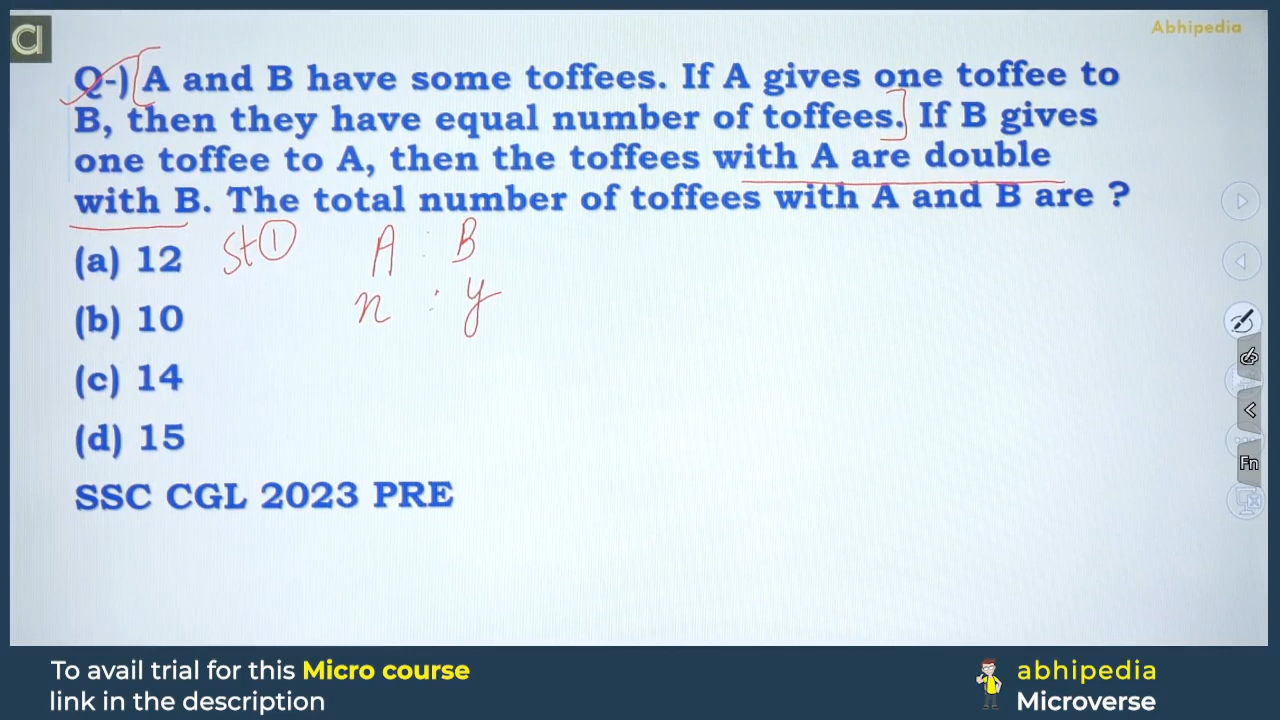 Abhipedia
Q-) A and B have some toffees. If A gives one toffee to
B, then they have equal number of toffees. If B gives
one toffee to A, then the toffees with A are double
with B. The total number of toffees with A and B are ?
(a) 12
St ① A : B
x : y
(b) 10
(c) 14
(d) 15
SSC CGL 2023 PRE
Fn
To avail trial for this Micro course
link in the description
abhipedia
Microverse